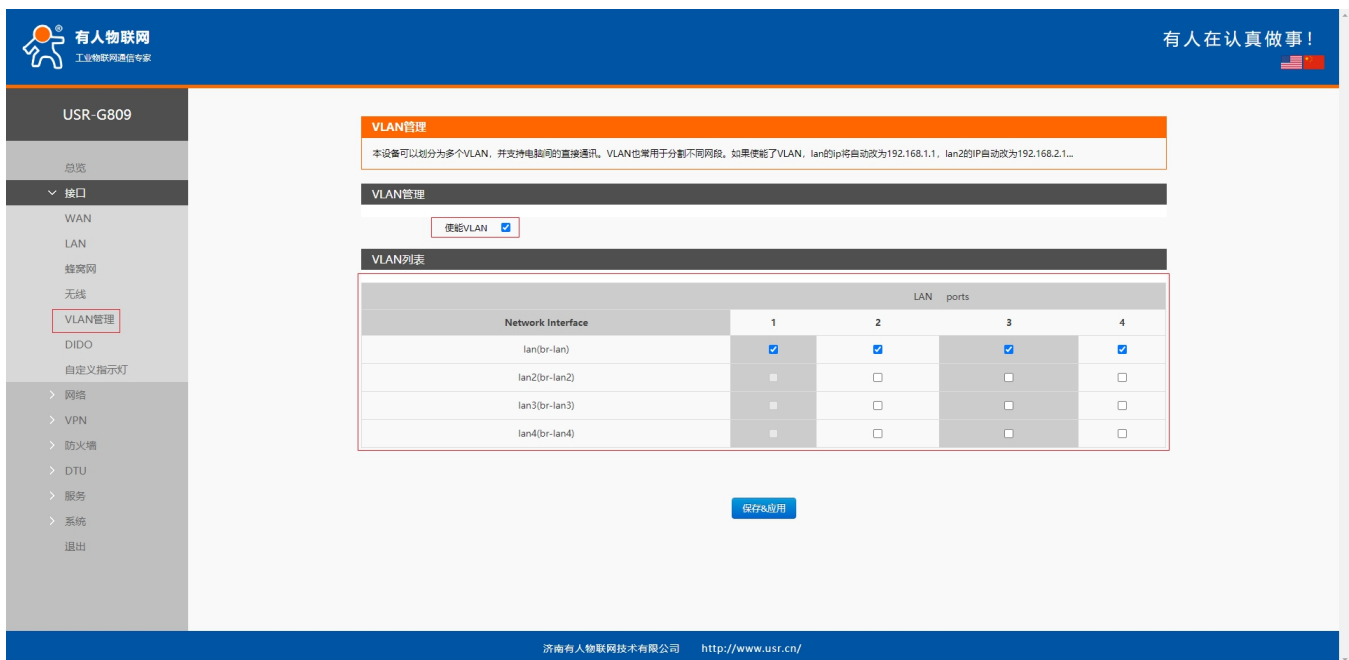 有人物联网
工业物联网通信专家
有人在认真做事！
USR-G809
总览
接口
WAN
LAN
蜂窝网
无线
VLAN管理
DIDO
自定义指示灯
网络
VPN
防火墙
DTU
服务
系统
退出
VLAN管理
本设备可以划分为多个VLAN，并支持电脑间的直接通讯。VLAN也常用于分割不同网段。如果使能了VLAN，lan的ip将自动改为192.168.1.1，lan2的IP自动改为192.168.2.1...
VLAN管理
使能VLAN
VLAN列表
LAN ports
Network Interface 1 2 3 4
lan(br-lan)
lan2(br-lan2)
lan3(br-lan3)
lan4(br-lan4)
保存&应用
济南有人物联网技术有限公司 http://www.usr.cn/